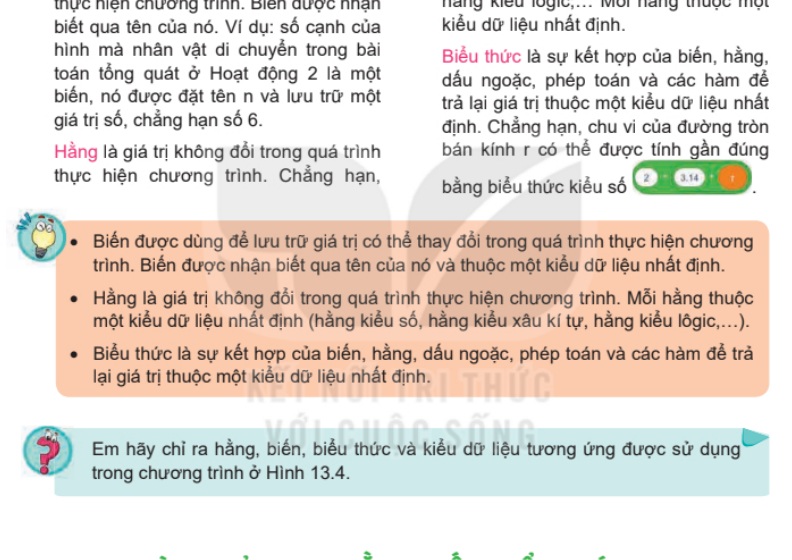 thực hiện chương trình. Biến được nhận
biết qua tên của nó. Ví dụ: số cạnh của
hình mà nhân vật di chuyển trong bài
toán tổng quát ở Hoạt động 2 là một
biến, nó được đặt tên n và lưu trữ một
giá trị số, chẳng hạn số 6.
Hằng là giá trị không đổi trong quá trình
thực hiện chương trình. Chẳng hạn,
hằng kiểu lôgic,... Mỗi hằng thuộc một
kiểu dữ liệu nhất định.
Biểu thức là sự kết hợp của biến, hằng,
dấu ngoặc, phép toán và các hàm để
trả lại giá trị thuộc một kiểu dữ liệu nhất
định. Chẳng hạn, chu vi của đường tròn
bán kính r có thể được tính gần đúng
bằng biểu thức kiểu số 2 3.14 r .
• Biến được dùng để lưu trữ giá trị có thể thay đổi trong quá trình thực hiện chương
trình. Biến được nhận biết qua tên của nó và thuộc một kiểu dữ liệu nhất định.
• Hằng là giá trị không đổi trong quá trình thực hiện chương trình. Mỗi hằng thuộc
một kiểu dữ liệu nhất định (hằng kiểu số, hằng kiểu xâu kí tự, hằng kiểu lôgic,...).
• Biểu thức là sự kết hợp của biến, hằng, dấu ngoặc, phép toán và các hàm để trả
lại giá trị thuộc một kiểu dữ liệu nhất định.
KẾT NỐI TRI THỨC
VỚI CUỘC SỐNG
Em hãy chỉ ra hằng, biến, biểu thức và kiểu dữ liệu tương ứng được sử dụng
trong chương trình ở Hình 13.4.